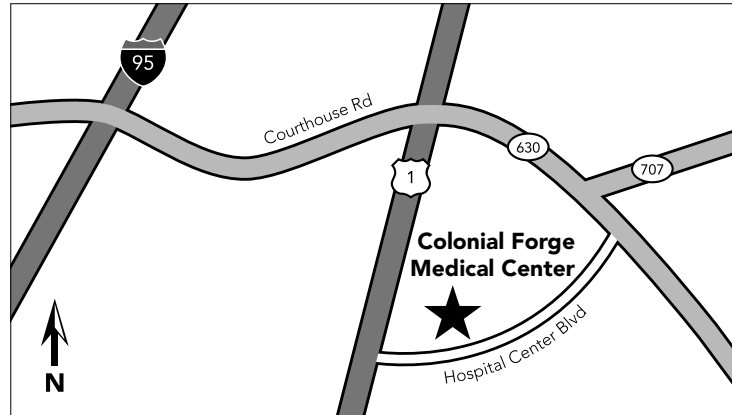 95
Courthouse Rd
630
707
1
Colonial Forge
Medical Center
Hospital Center Blvd
N